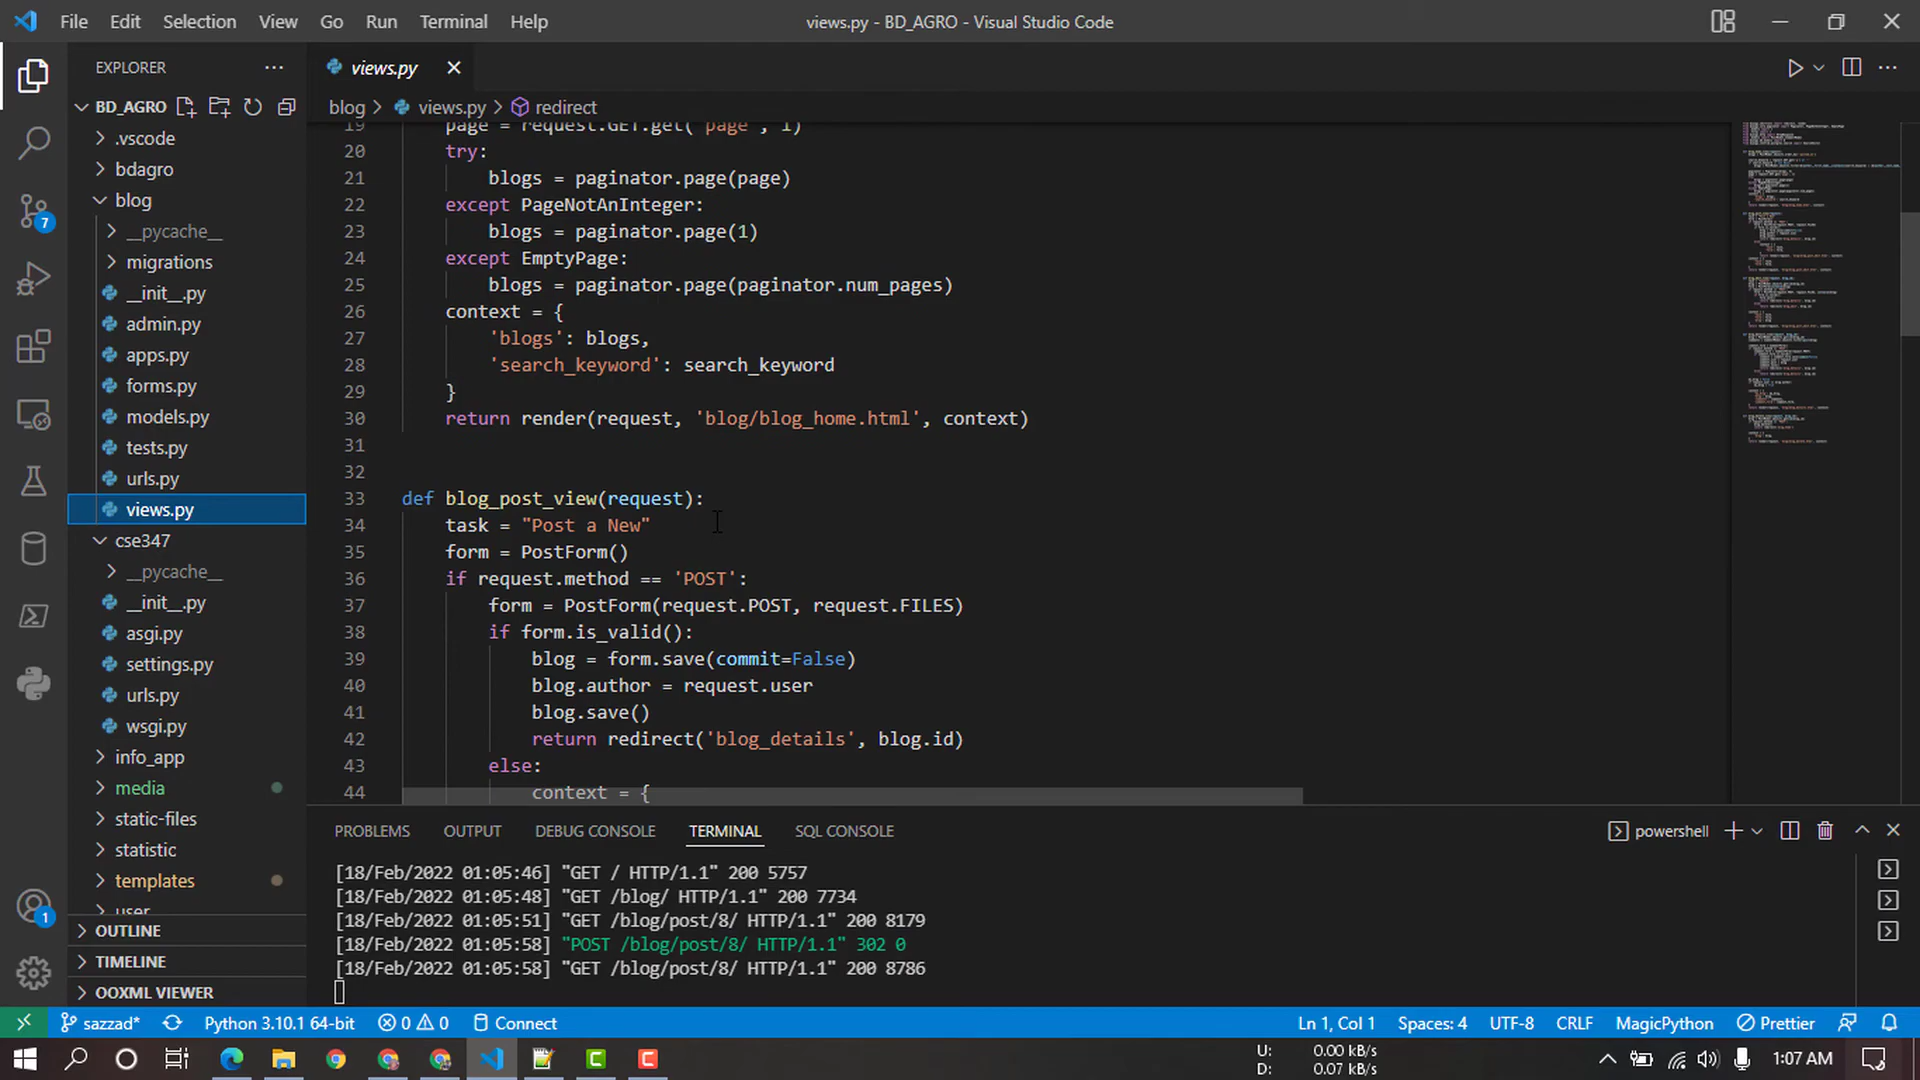 File Edit Selection View Go Run Terminal Help
views.py - BD_AGRO - Visual Studio Code
EXPLORER
BD_AGRO
.vscode
bdagro
blog
__pycache__
migrations
__init__.py
admin.py
apps.py
forms.py
models.py
tests.py
urls.py
views.py
cse347
__pycache__
__init__.py
asgi.py
settings.py
urls.py
wsgi.py
info_app
media
static-files
statistic
templates
user
OUTLINE
TIMELINE
OOXML VIEWER
7
1
views.py
blog > views.py > redirect
19 page = request.GET.get('page', 1)
20 try:
21 blogs = paginator.page(page)
22 except PageNotAnInteger:
23 blogs = paginator.page(1)
24 except EmptyPage:
25 blogs = paginator.page(paginator.num_pages)
26 context = {
27 'blogs': blogs,
28 'search_keyword': search_keyword
29 }
30 return render(request, 'blog/blog_home.html', context)
31
32
33 def blog_post_view(request):
34 task = "Post a New"
35 form = PostForm()
36 if request.method == 'POST':
37 form = PostForm(request.POST, request.FILES)
38 if form.is_valid():
39 blog = form.save(commit=False)
40 blog.author = request.user
41 blog.save()
42 return redirect('blog_details', blog.id)
43 else:
44 context = {
PROBLEMS OUTPUT DEBUG CONSOLE TERMINAL SQL CONSOLE
powershell
[18/Feb/2022 01:05:46] "GET / HTTP/1.1" 200 5757
[18/Feb/2022 01:05:48] "GET /blog/ HTTP/1.1" 200 7734
[18/Feb/2022 01:05:51] "GET /blog/post/8/ HTTP/1.1" 200 8179
[18/Feb/2022 01:05:58] "POST /blog/post/8/ HTTP/1.1" 302 0
[18/Feb/2022 01:05:58] "GET /blog/post/8/ HTTP/1.1" 200 8786
sazzad* Python 3.10.1 64-bit 0 0 Connect
Ln 1, Col 1 Spaces: 4 UTF-8 CRLF MagicPython Prettier
U: 0.00 kB/s
D: 0.07 kB/s
1:07 AM